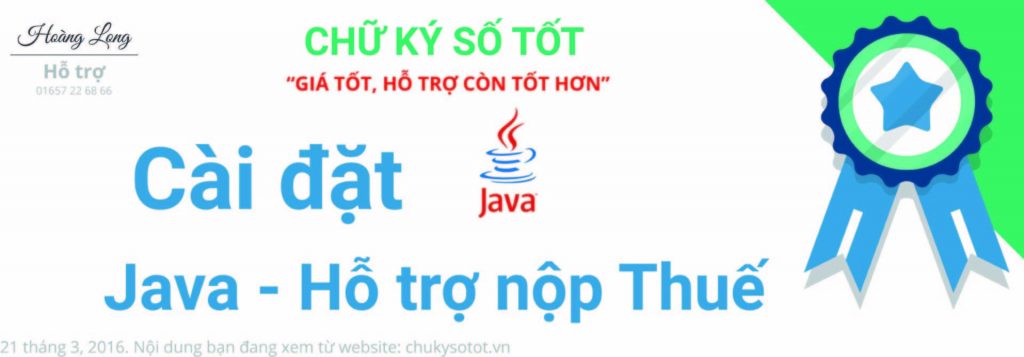 Hoàng Long
Hỗ trợ
01657 22 68 66
CHỮ KÝ SỐ TỐT
“GIÁ TỐT, HỖ TRỢ CÒN TỐT HƠN”
Cài đặt
Java
Java - Hỗ trợ nộp Thuế
21 tháng 3, 2016. Nội dung bạn đang xem từ website: chukysotot.vn